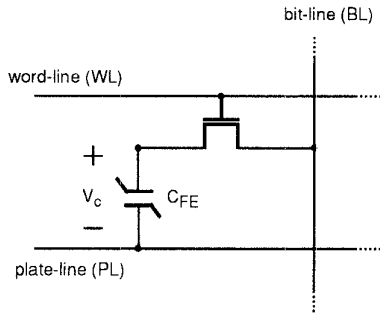 bit-line (BL)
word-line (WL)
+
V_c C_FE
–
plate-line (PL)